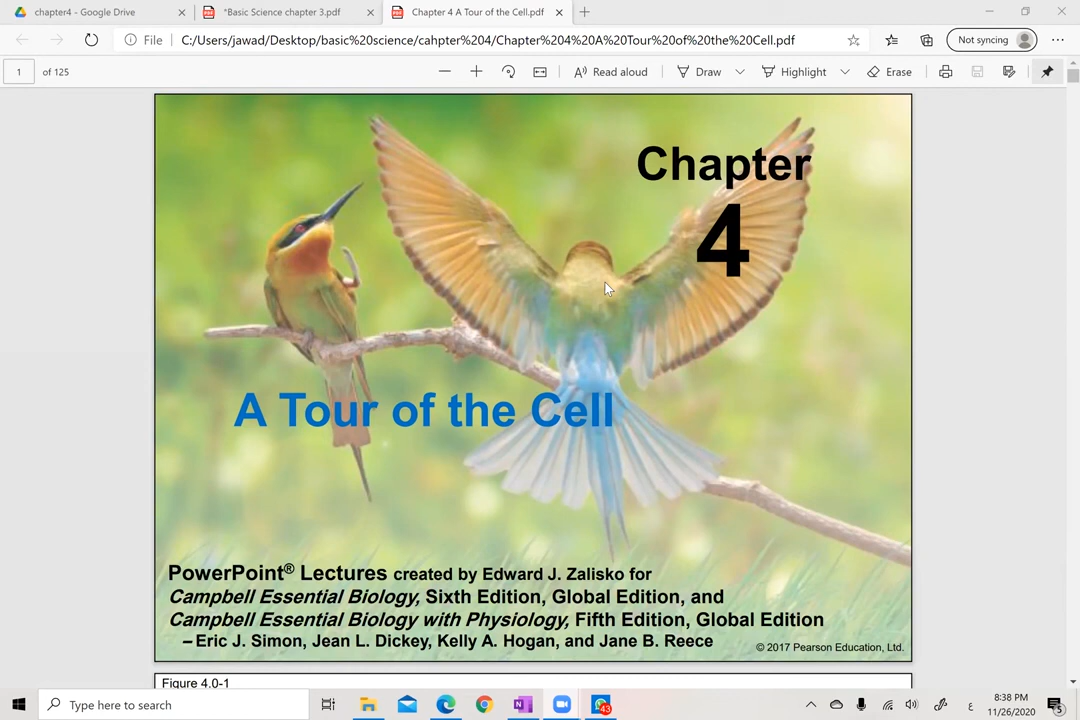 chapter4 - Google Drive
*Basic Science chapter 3.pdf
Chapter 4 A Tour of the Cell.pdf
File
C:/Users/jawad/Desktop/basic%20science/cahpter%204/Chapter%204%20A%20Tour%20of%20the%20Cell.pdf
Not syncing
1 of 125
Read aloud
Draw
Highlight
Erase
Chapter
4
A Tour of the Cell
PowerPoint® Lectures created by Edward J. Zalisko for
Campbell Essential Biology, Sixth Edition, Global Edition, and
Campbell Essential Biology with Physiology, Fifth Edition, Global Edition
– Eric J. Simon, Jean L. Dickey, Kelly A. Hogan, and Jane B. Reece
© 2017 Pearson Education, Ltd.
Figure 4.0-1
Type here to search
43
ع
8:38 PM
11/26/2020
5